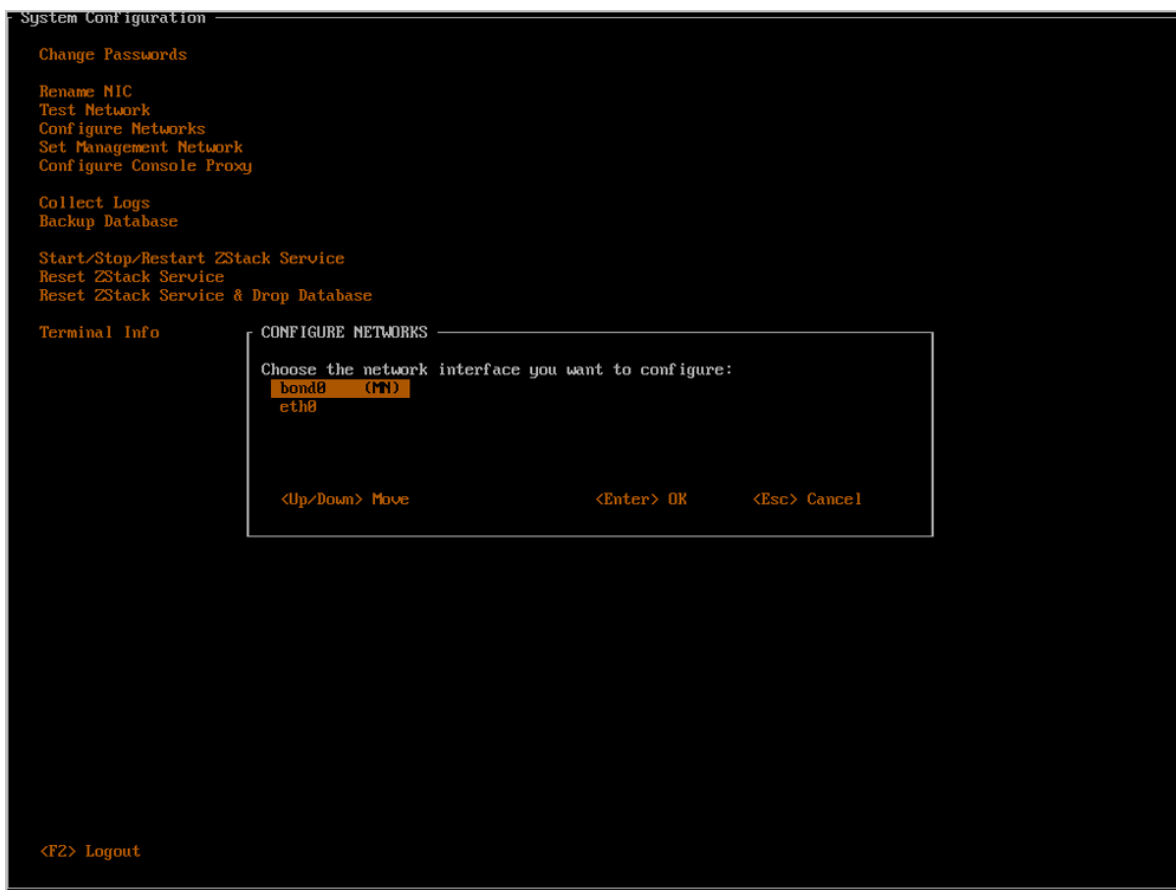 System Configuration
Change Passwords
Rename NIC
Test Network
Configure Networks
Set Management Network
Configure Console Proxy
Collect Logs
Backup Database
Start/Stop/Restart ZStack Service
Reset ZStack Service
Reset ZStack Service & Drop Database
Terminal Info
CONFIGURE NETWORKS
Choose the network interface you want to configure:
bond0 (MN)
eth0
<Up/Down> Move <Enter> OK <Esc> Cancel
<F2> Logout